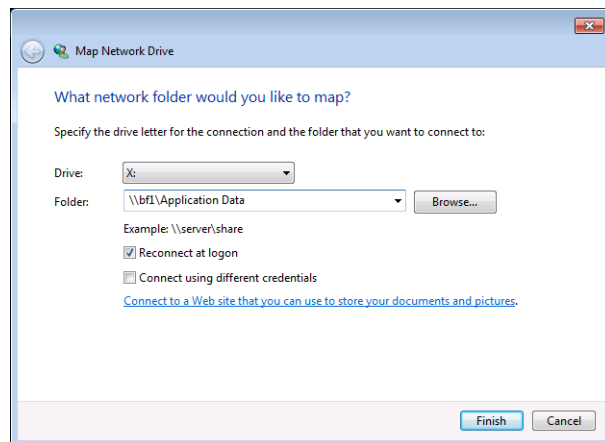 Map Network Drive
What network folder would you like to map?
Specify the drive letter for the connection and the folder that you want to connect to:
Drive: X:
Folder: \\bf1\Application Data Browse...
Example: \\server\share
Reconnect at logon
Connect using different credentials
Connect to a Web site that you can use to store your documents and pictures.
Finish Cancel